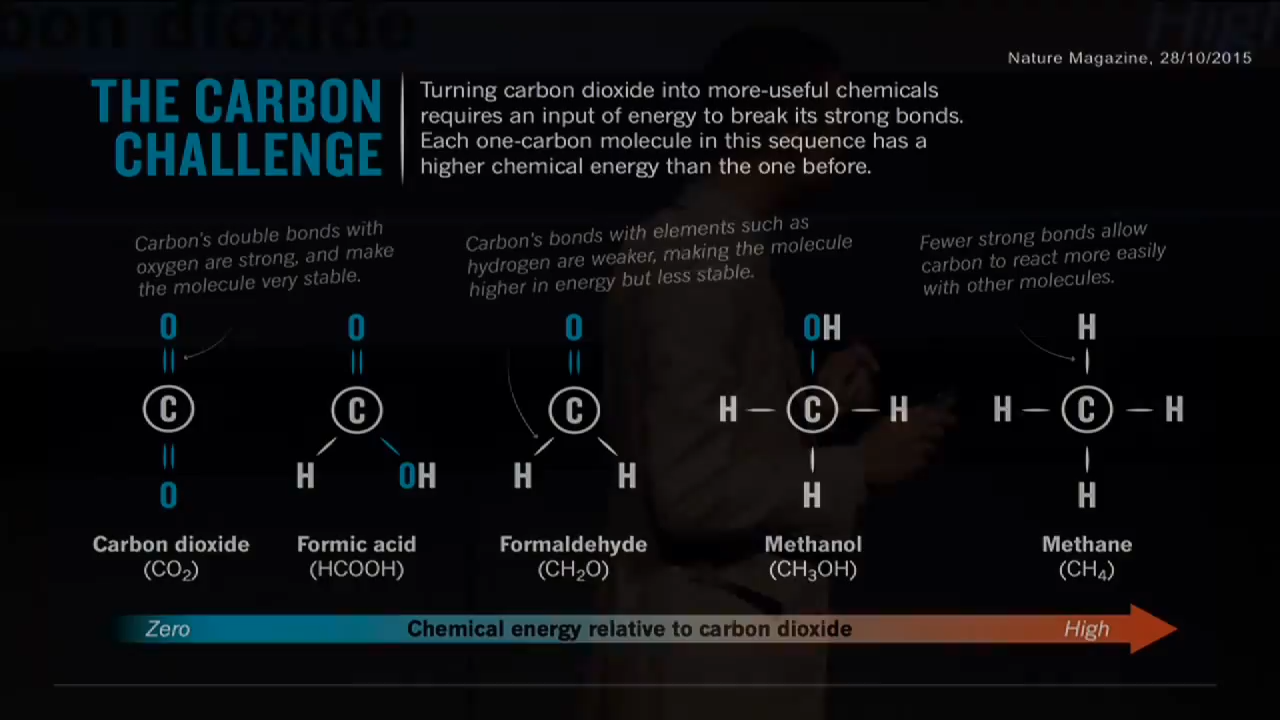 bon dioxide
High
Nature Magazine, 28/10/2015
THE CARBON
CHALLENGE
Turning carbon dioxide into more-useful chemicals
requires an input of energy to break its strong bonds.
Each one-carbon molecule in this sequence has a
higher chemical energy than the one before.
Carbon's double bonds with
oxygen are strong, and make
the molecule very stable.
Carbon's bonds with elements such as
hydrogen are weaker, making the molecule
higher in energy but less stable.
Fewer strong bonds allow
carbon to react more easily
with other molecules.
O O O OH H
C C C H C H H C H
H OH H H
O H H
Carbon dioxide Formic acid Formaldehyde Methanol Methane
(CO₂) (HCOOH) (CH₂O) (CH₃OH) (CH₄)
Zero Chemical energy relative to carbon dioxide High